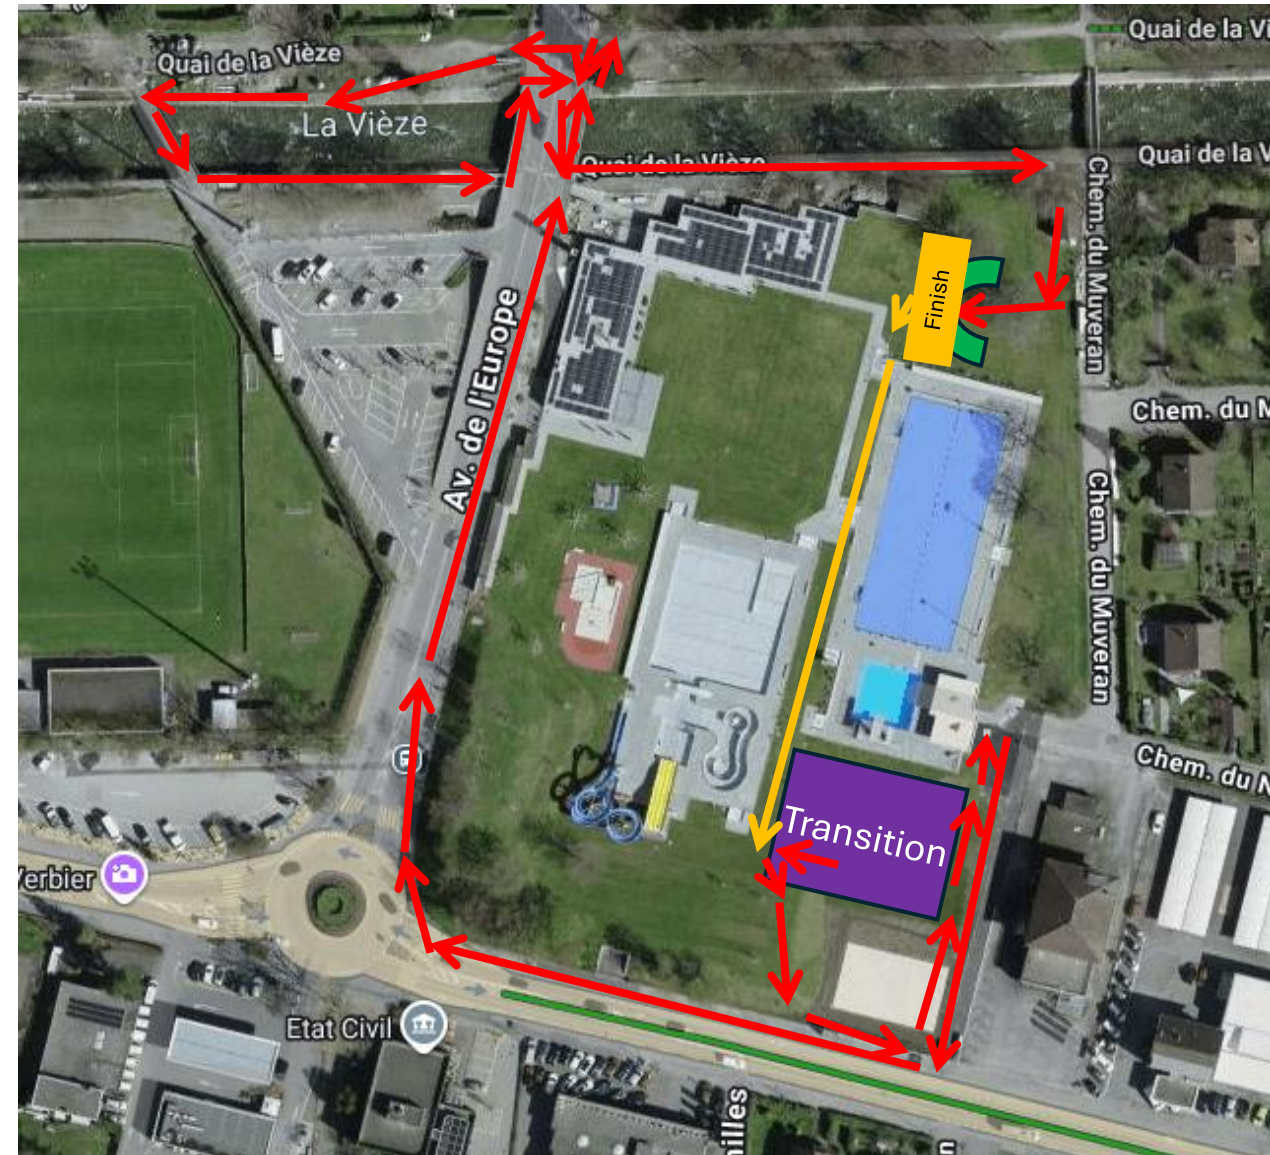 Quai de la Vi
Quai de la Vièze
La Vièze
Quai de la Vièze
Quai de la V
Chem. du Muveran
Finish
Av. de l'Europe
Chem. du M
Chem. du Muveran
Chem. du N
Transition
Verbier
Etat Civil
illes
n